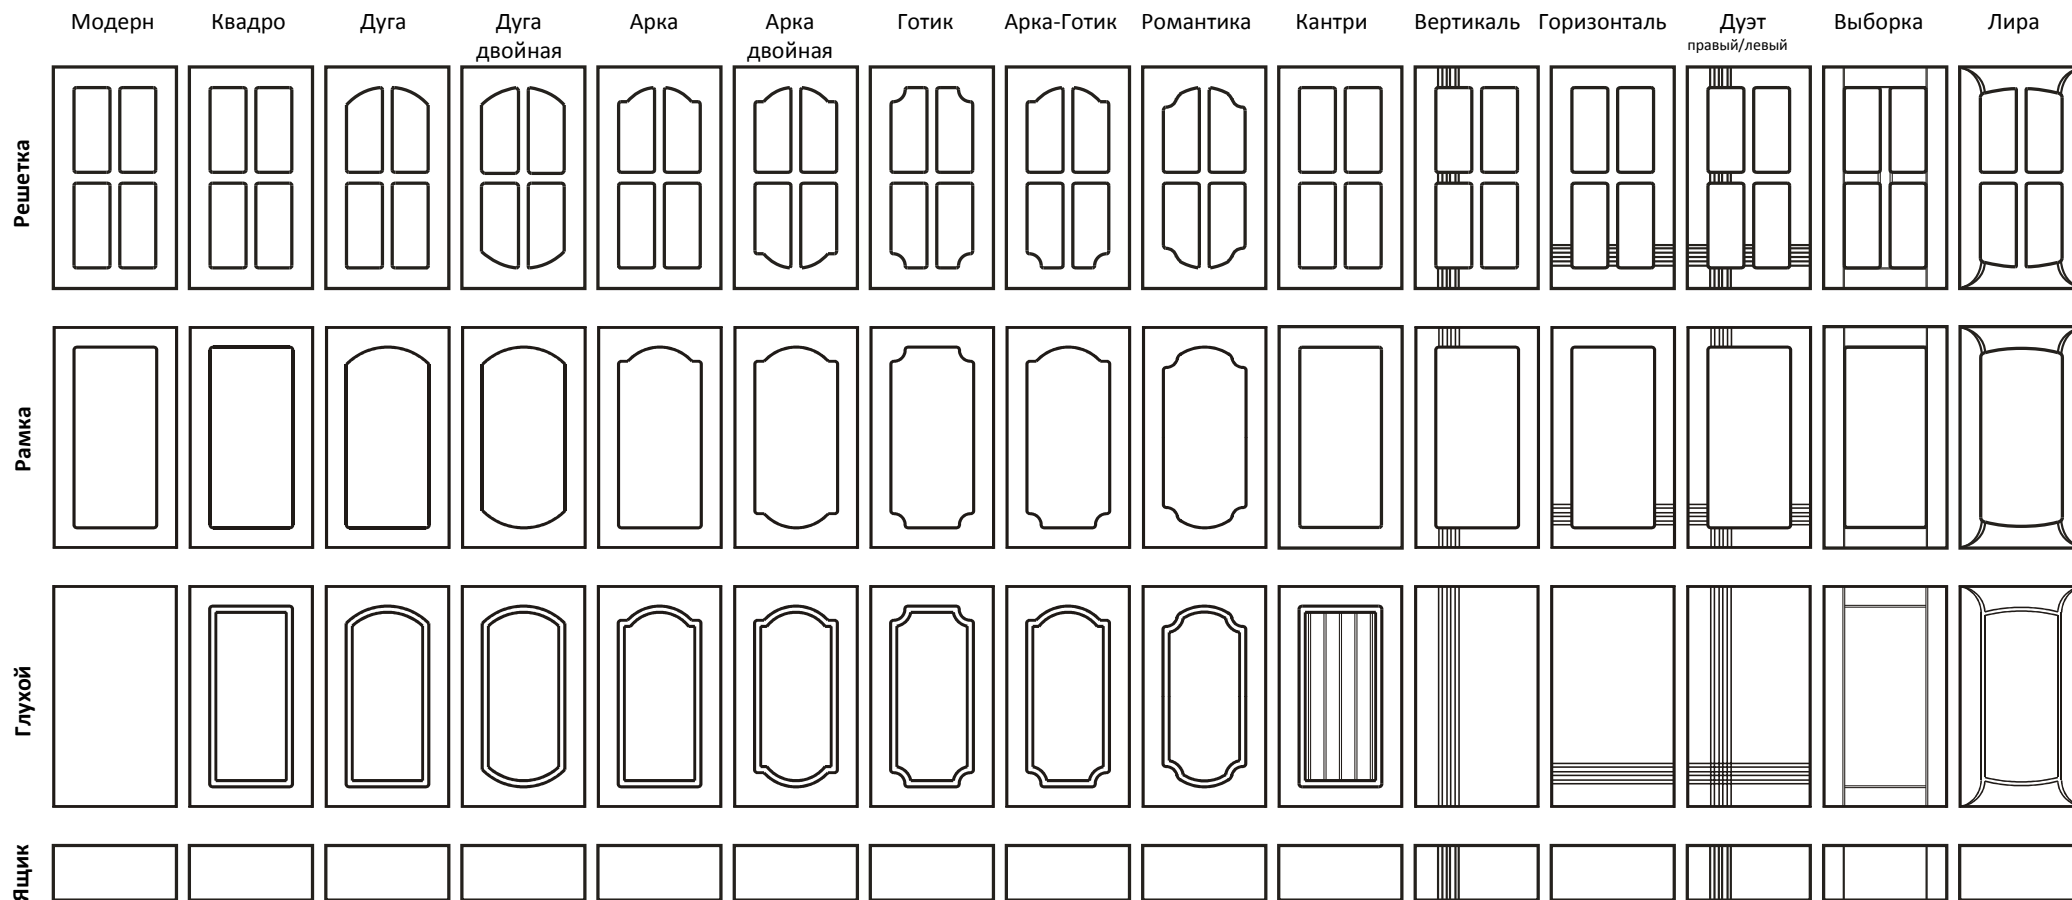 Модерн
Квадро
Дуга
Дуга
двойная
Арка
Арка
двойная
Готик
Арка-Готик
Романтика
Кантри
Вертикаль
Горизонталь
Дуэт
правый/левый
Выборка
Лира
Решетка
Рамка
Глухой
Ящик